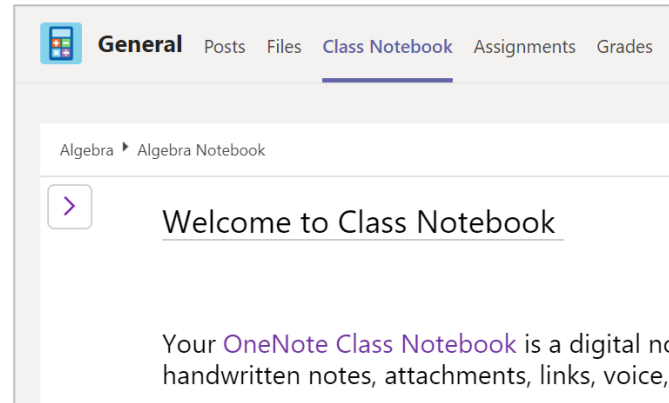 General Posts Files Class Notebook Assignments Grades
Algebra Algebra Notebook
Welcome to Class Notebook
Your OneNote Class Notebook is a digital
handwritten notes, attachments, links, voice,